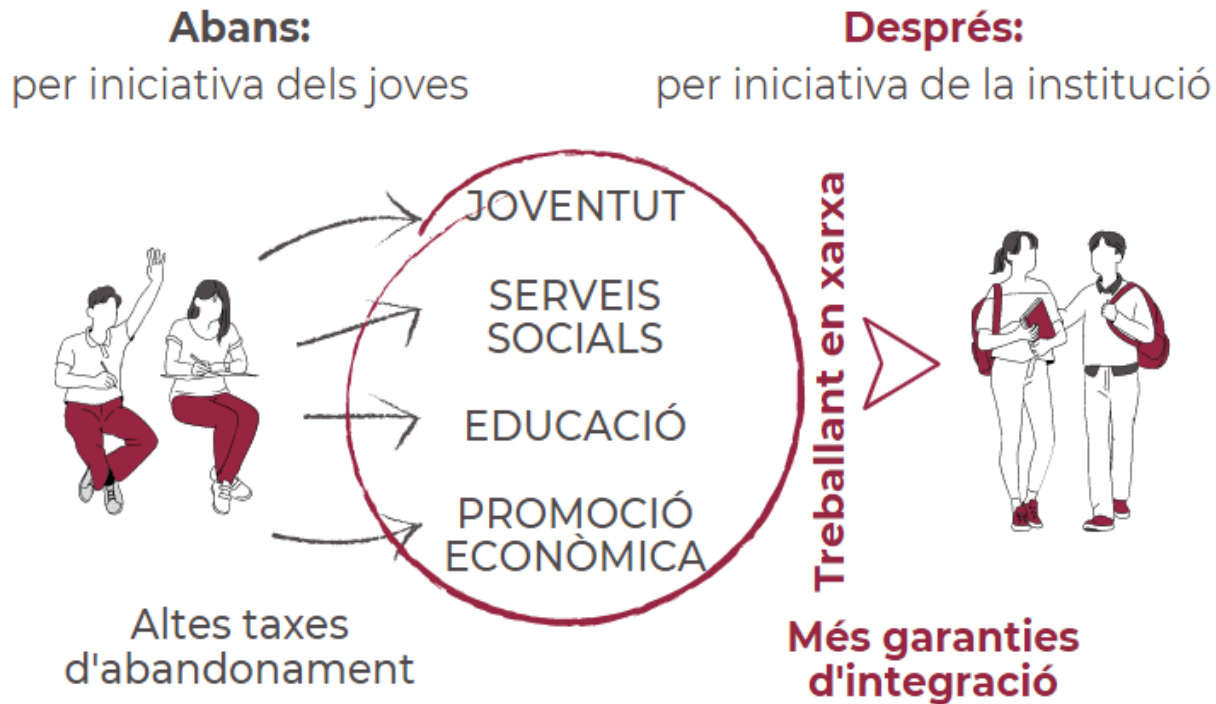 Abans:
per iniciativa dels joves
Després:
per iniciativa de la institució
JOVENTUT
SERVEIS
SOCIALS
EDUCACIÓ
PROMOCIÓ
ECONÒMICA
Treballant en xarxa
Altes taxes
d'abandonament
Més garanties
d'integració